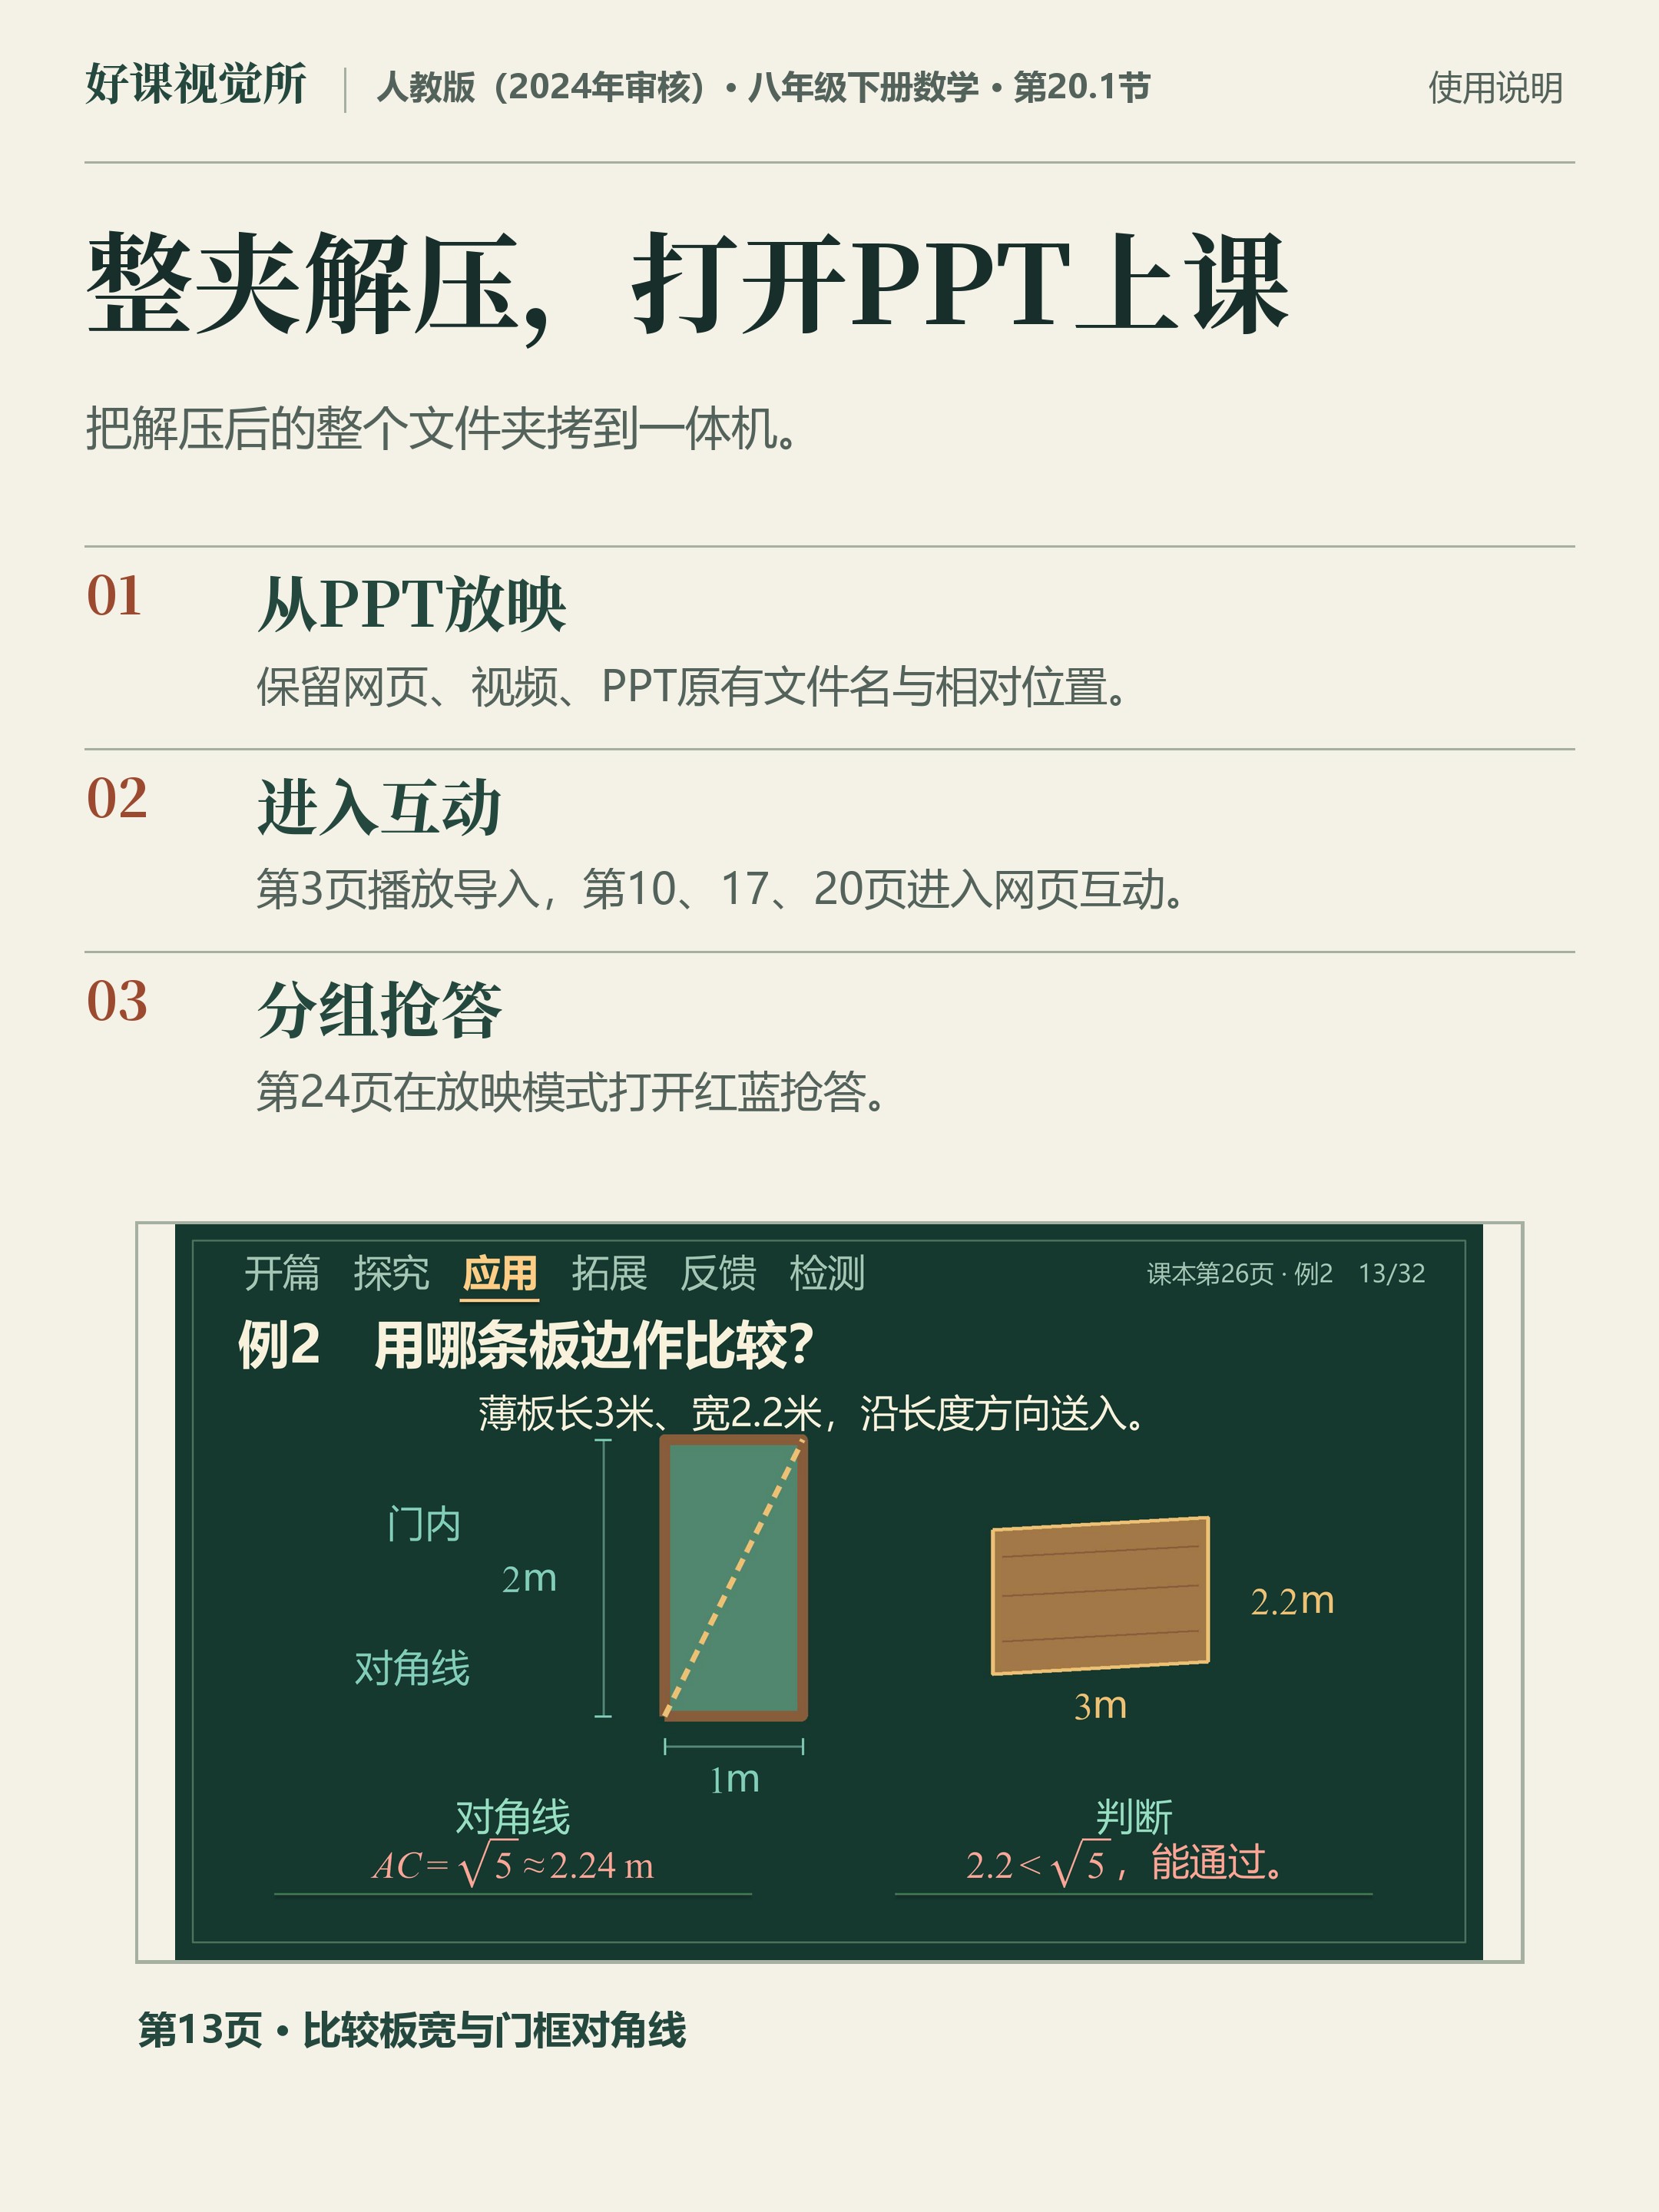 好课视觉所
人教版（2024年审核）·八年级下册数学·第20.1节
使用说明
整夹解压，打开PPT上课
把解压后的整个文件夹拷到一体机。
01
从PPT放映
保留网页、视频、PPT原有文件名与相对位置。
02
进入互动
第3页播放导入，第10、17、20页进入网页互动。
03
分组抢答
第24页在放映模式打开红蓝抢答。
开篇 探究 应用 拓展 反馈 检测
课本第26页·例2 13/32
例2 用哪条板边作比较？
薄板长3米、宽2.2米，沿长度方向送入。
门内
2m
对角线
1m
2.2m
3m
对角线
AC=√5≈2.24 m
判断
2.2<√5，能通过。
第13页·比较板宽与门框对角线